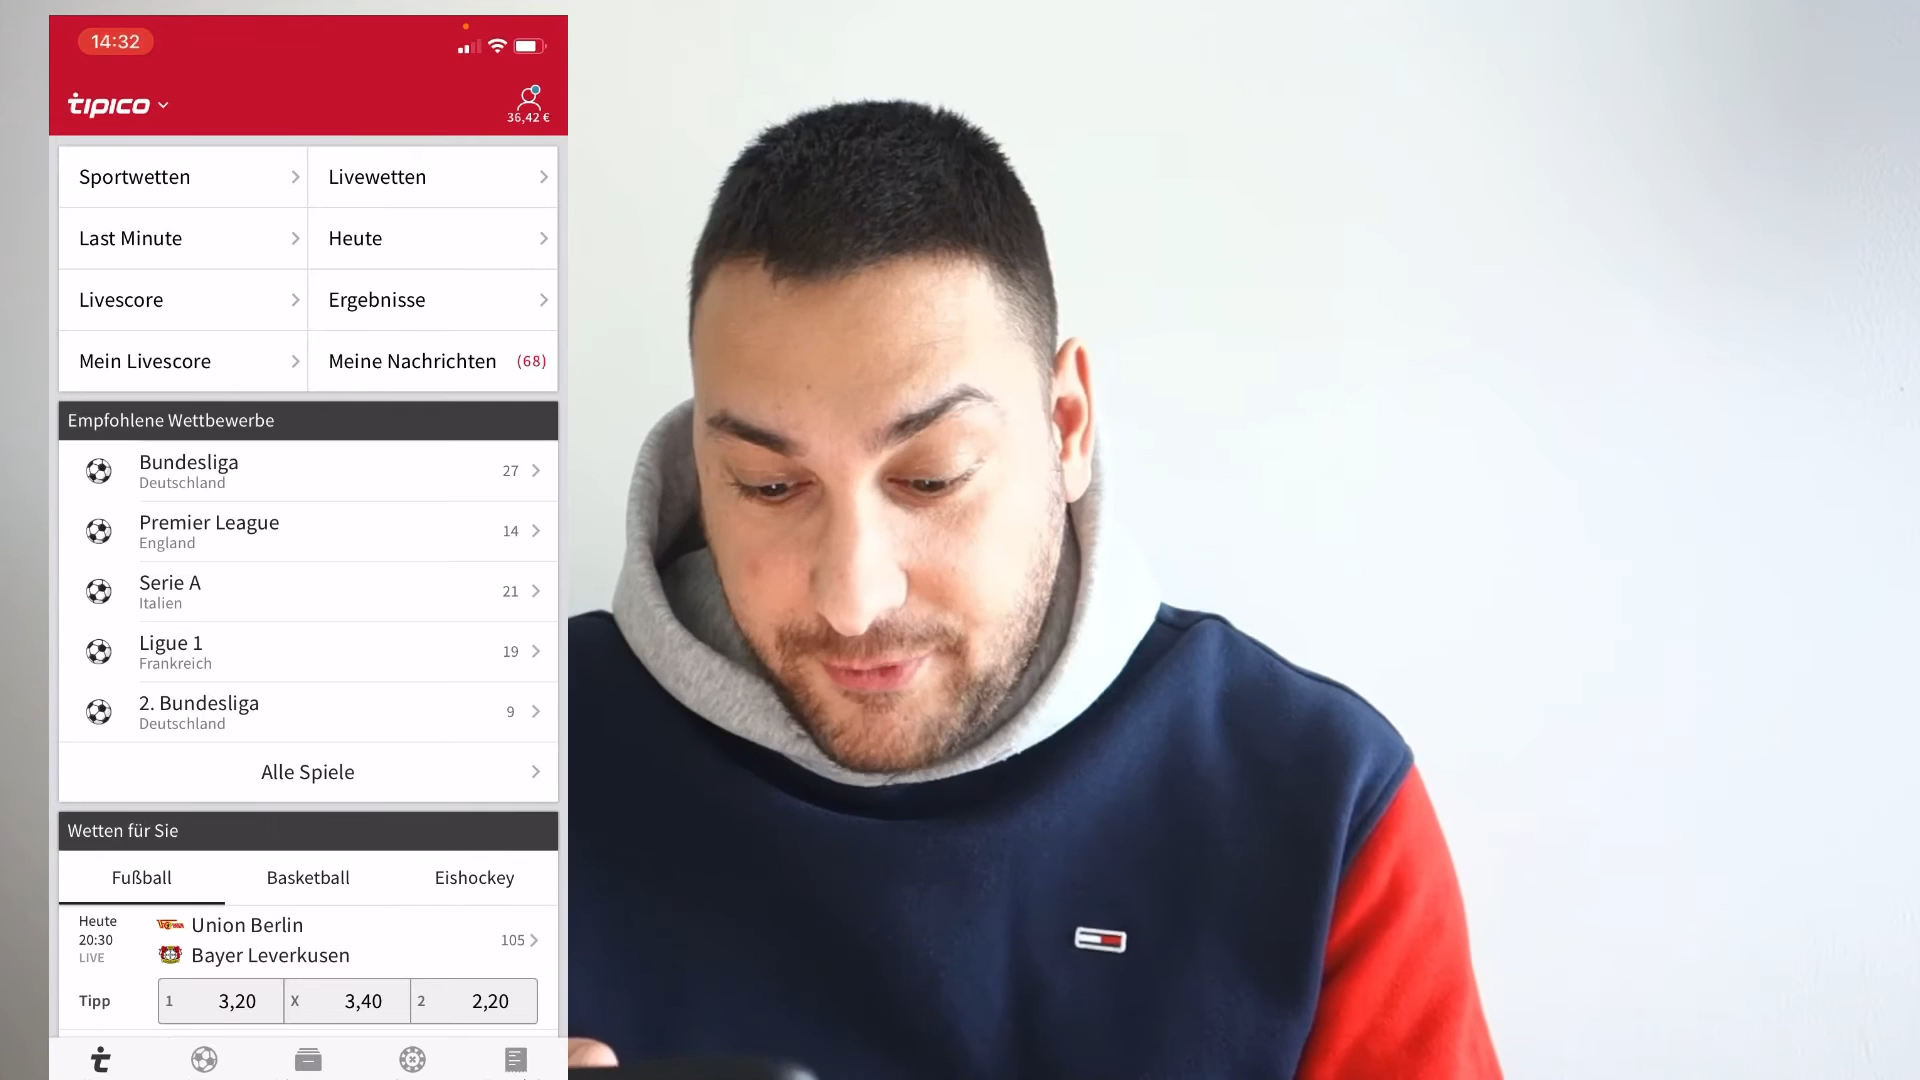 14:32
tipico
36,42 €
Sportwetten
Livewetten
Last Minute
Heute
Livescore
Ergebnisse
Mein Livescore
Meine Nachrichten (68)
Empfohlene Wettbewerbe
Bundesliga
Deutschland
27
Premier League
England
14
Serie A
Italien
21
Ligue 1
Frankreich
19
2. Bundesliga
Deutschland
9
Alle Spiele
Wetten für Sie
Fußball Basketball Eishockey
Heute
20:30
LIVE
Union Berlin
Bayer Leverkusen
105
Tipp 1 3,20 X 3,40 2 2,20